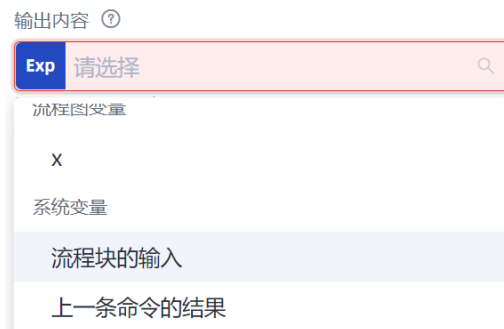 输出内容 ?
Exp 请选择
流程图变量
x
系统变量
流程块的输入
上一条命令的结果